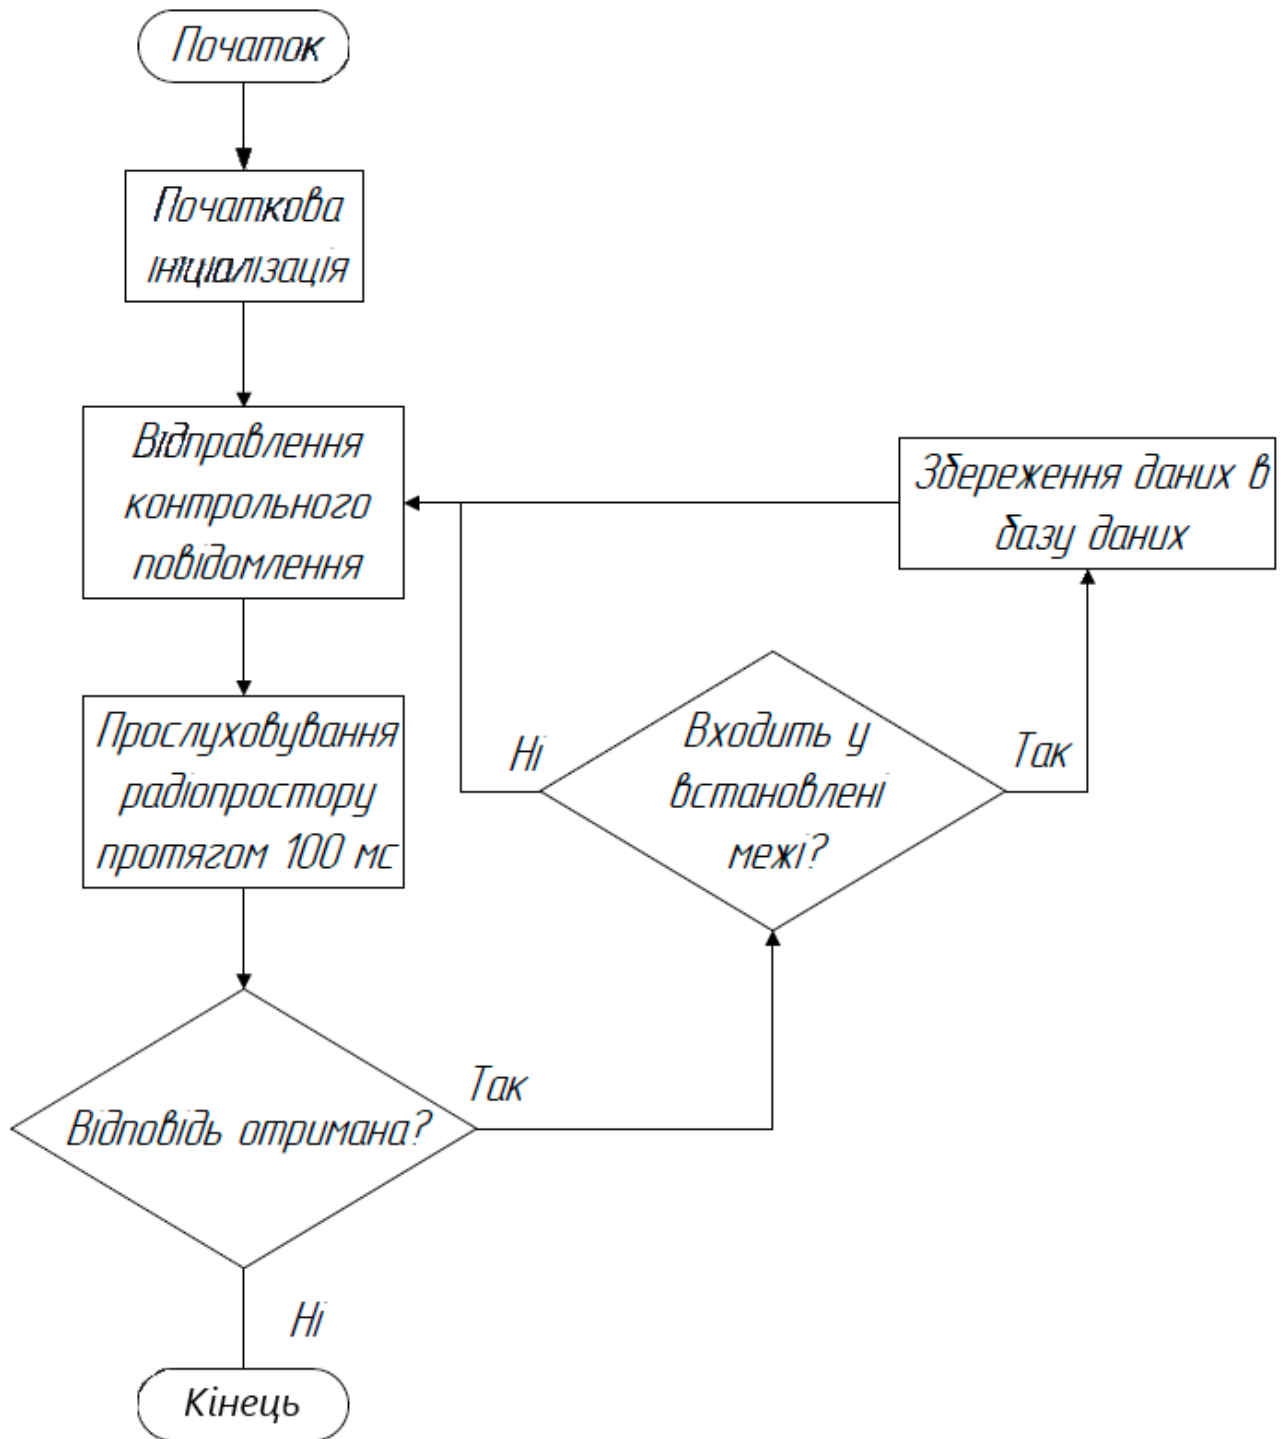 Початок
Початкова
ініціалізація
Відправлення
контрольного
повідомлення
Збереження даних в
базу даних
Прослуховування
радіопростору
протягом 100 мс
Ні
Входить у
встановлені
межі?
Так
Відповідь отримана?
Так
Ні
Кінець